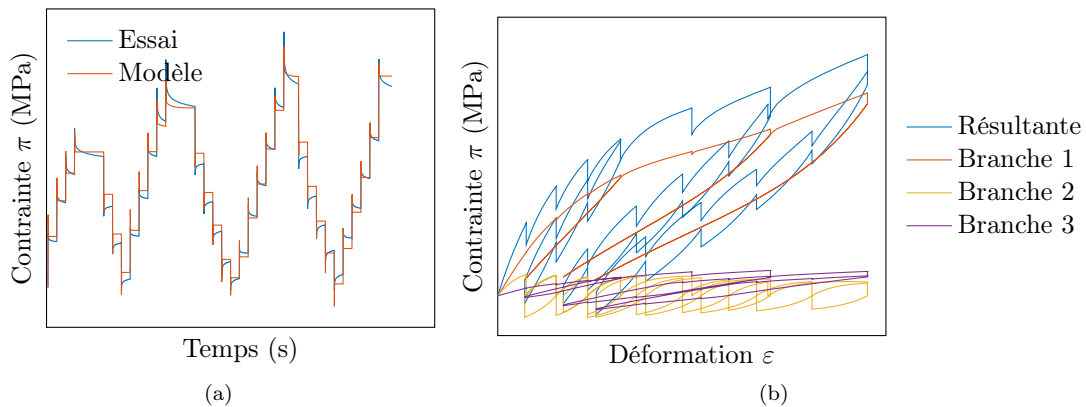 Contrainte π (MPa)
Essai
Modèle
Temps (s)
(a)
Contrainte π (MPa)
Déformation ε
(b)
Résultante
Branche 1
Branche 2
Branche 3